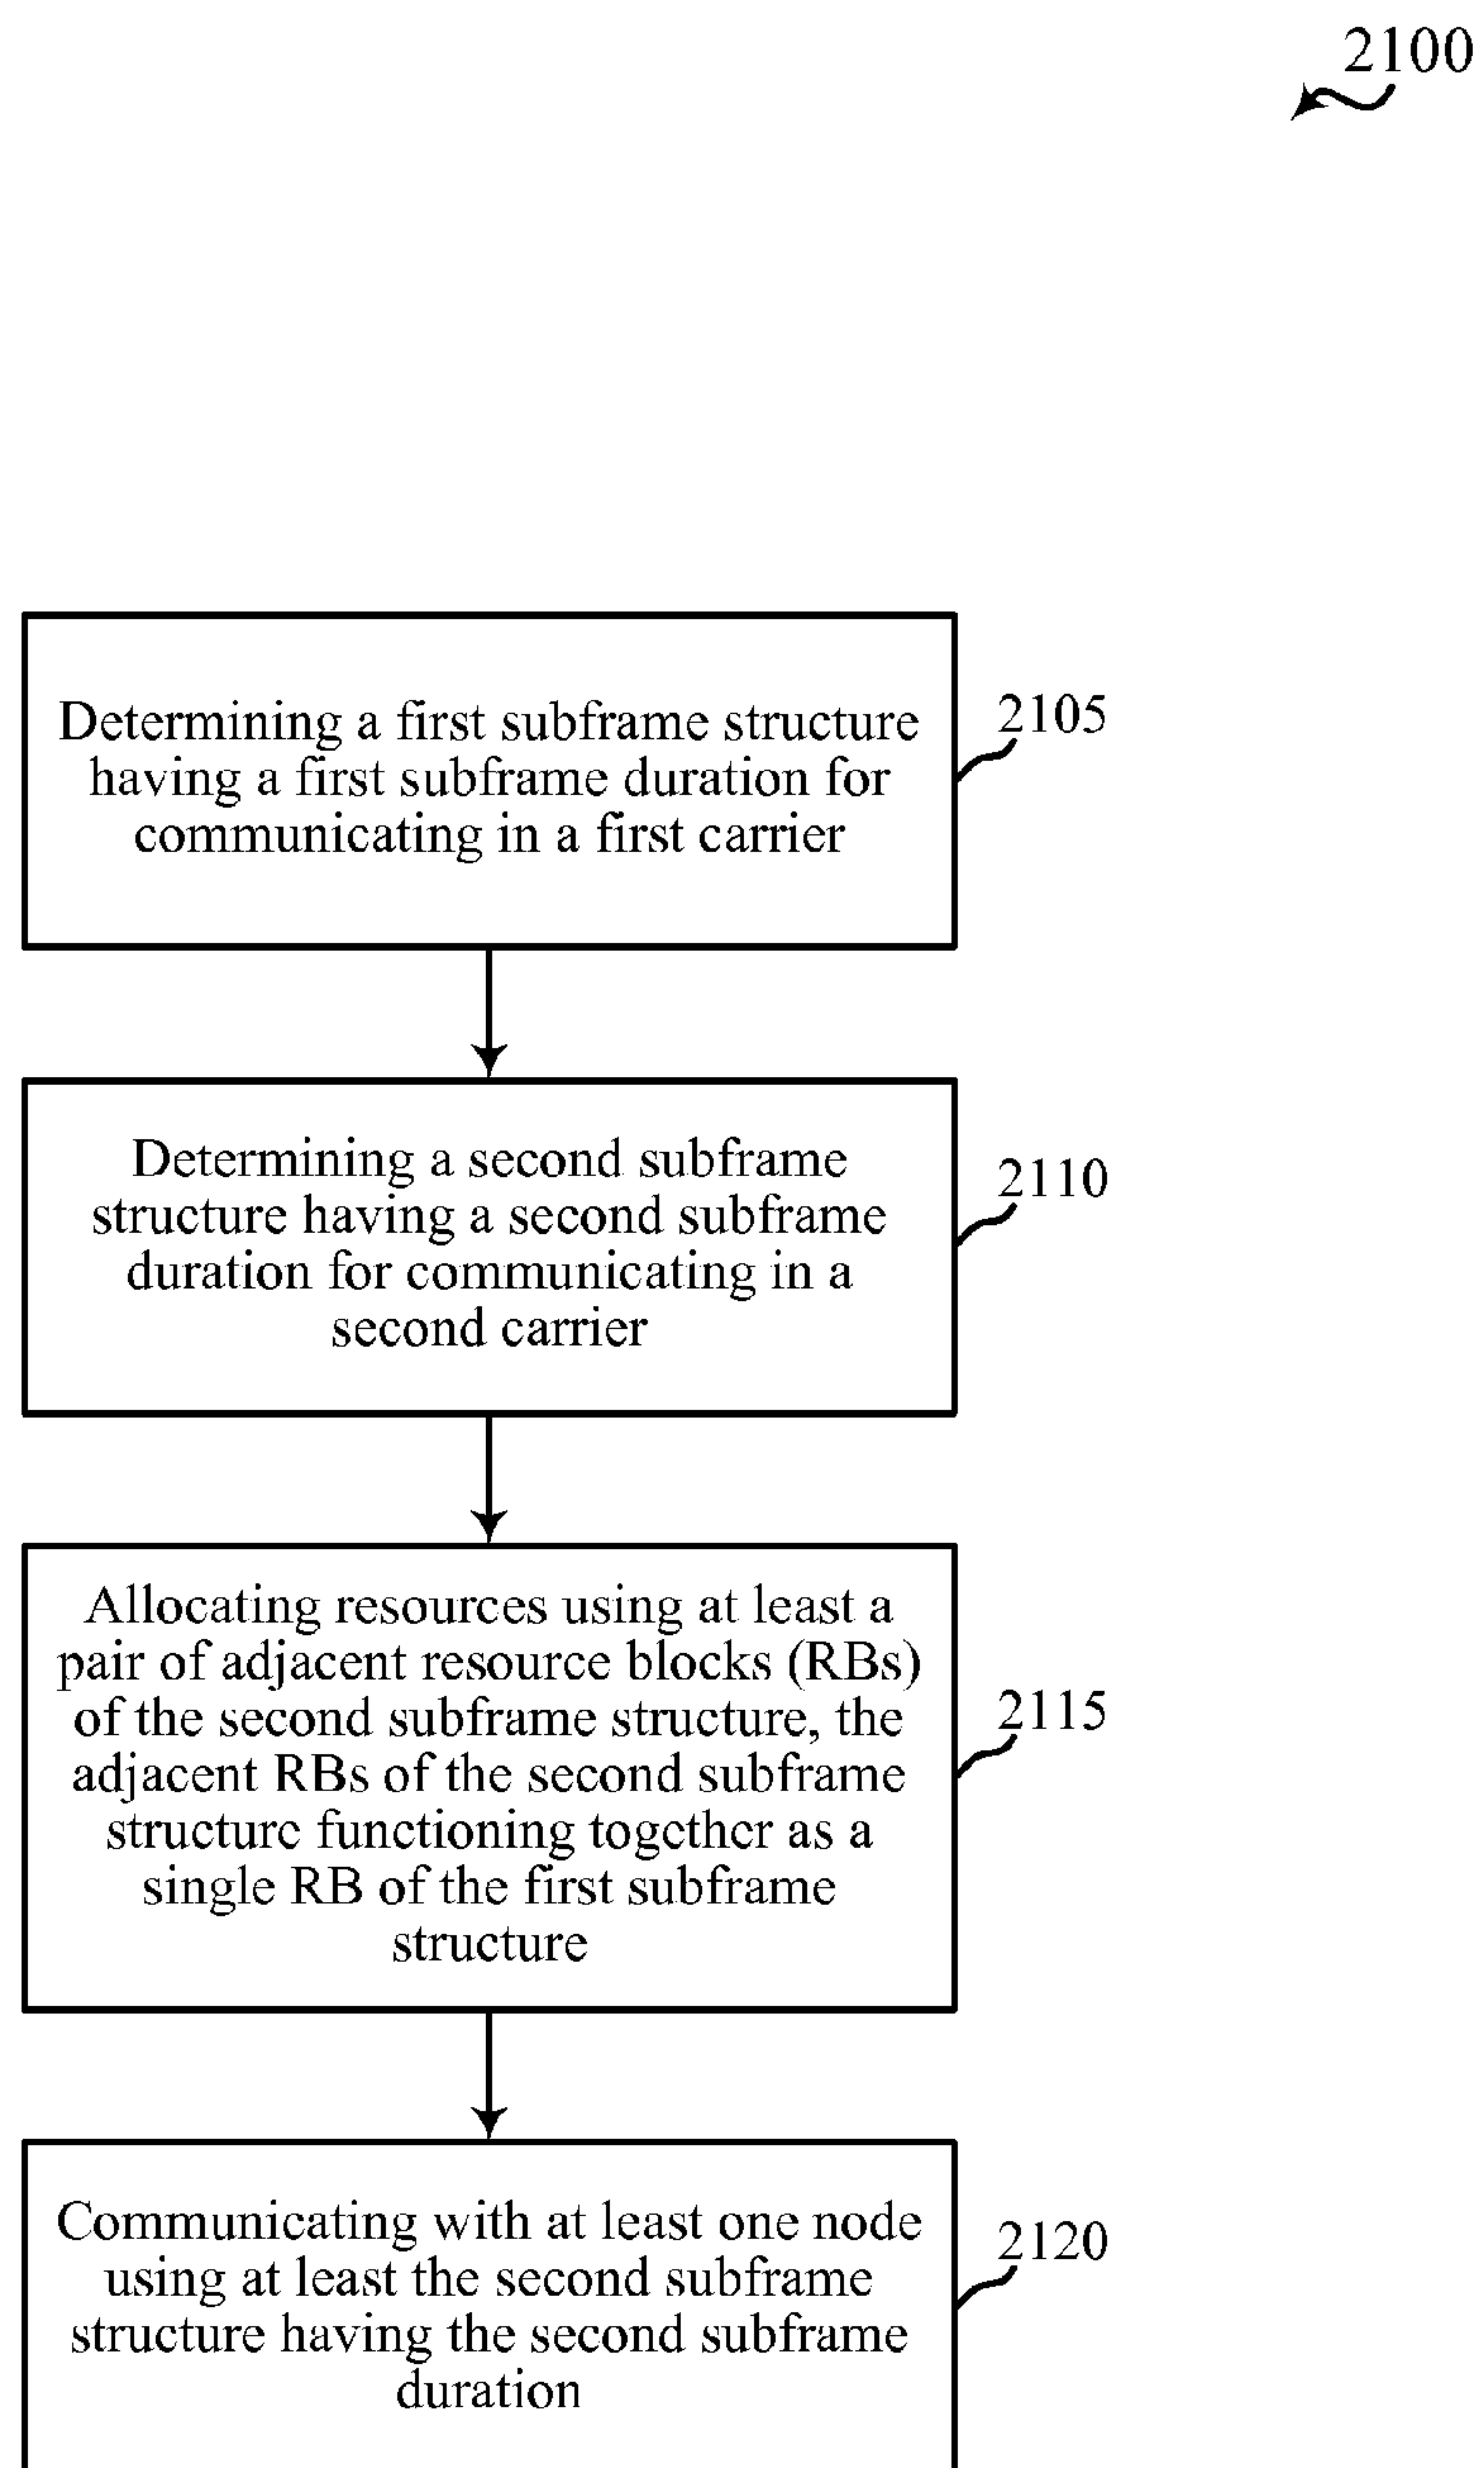 2100
Determining a first subframe structure
having a first subframe duration for
communicating in a first carrier
2105
Determining a second subframe
structure having a second subframe
duration for communicating in a
second carrier
2110
Allocating resources using at least a
pair of adjacent resource blocks (RBs)
of the second subframe structure, the
adjacent RBs of the second subframe
structure functioning together as a
single RB of the first subframe
structure
2115
Communicating with at least one node
using at least the second subframe
structure having the second subframe
duration
2120